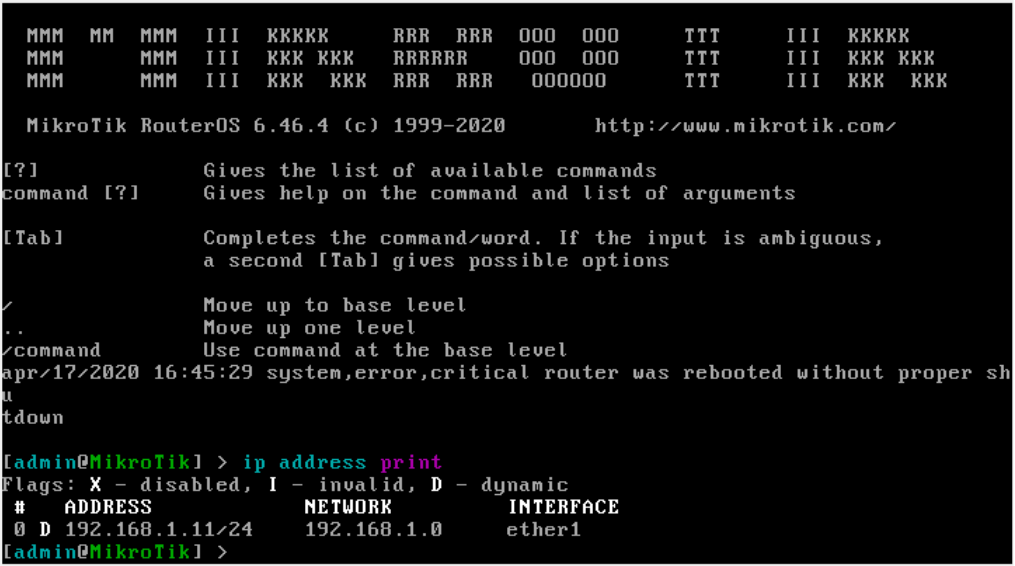 MMM  MM  MMM  III  KKKKK     RRR  RRR  OOO  OOO     TTT     III  KKKKK
MMM      MMM  III  KKK KKK   RRRRRR    OOO  OOO     TTT     III  KKK KKK
MMM      MMM  III  KKK  KKK  RRR  RRR   OOOOOO      TTT     III  KKK  KKK
MikroTik RouterOS 6.46.4 (c) 1999-2020       http://www.mikrotik.com/
[?]             Gives the list of available commands
command [?]     Gives help on the command and list of arguments
[Tab]           Completes the command/word. If the input is ambiguous,
a second [Tab] gives possible options
/               Move up to base level
..              Move up one level
/command        Use command at the base level
apr/17/2020 16:45:29 system,error,critical router was rebooted without proper sh
u
tdown
[admin@MikroTik] > ip address print
Flags: X - disabled, I - invalid, D - dynamic
#   ADDRESS            NETWORK         INTERFACE
0 D 192.168.1.11/24    192.168.1.0     ether1
[admin@MikroTik] >